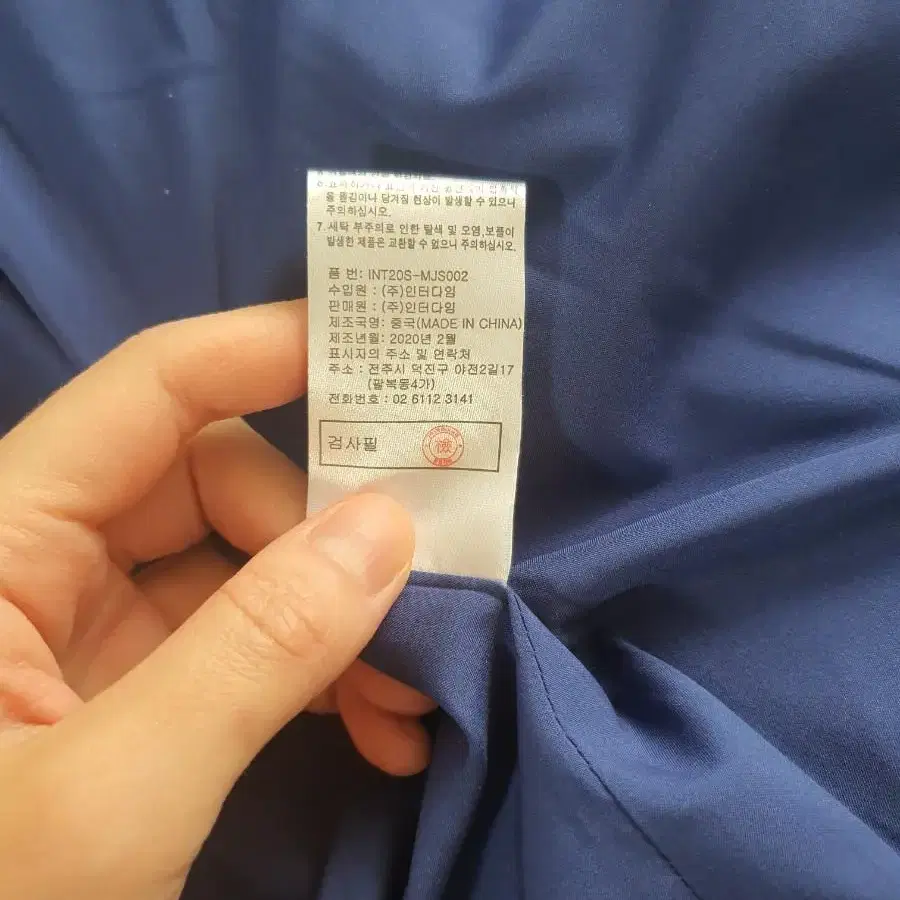 을 뜯김이나 당겨짐 현상이 발생할 수 있으니
주의하십시오.
7. 세탁 부주의로 인한 탈색 및 오염,보풀이
발생한 제품은 교환할 수 없으니 주의하십시오.
품 번: INT20S-MJS002
수입원 : (주)인터다임
판매원 : (주)인터다임
제조국명: 중국(MADE IN CHINA)
제조년월: 2020년 2월
표시자의 주소 및 연락처
주소 : 전주시 덕진구 야전2길17
(팔복동4가)
전화번호 : 02 6112 3141
검사필